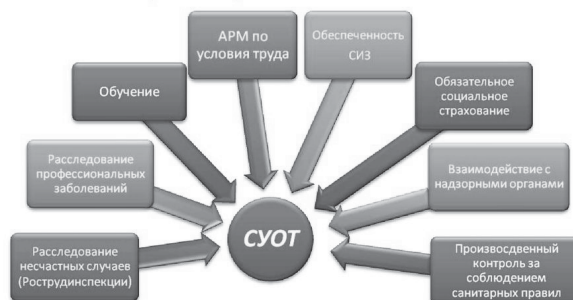 АРМ по
условия труда
Обеспеченность
СИЗ
Обучение
Обязательное
социальное
страхование
Расследование
профессиональных
заболеваний
Взаимодействие с
надзорными органами
СУОТ
Расследование
несчастных случаев
(Рострудинспекции)
Произвосдвенный
контроль за
соблюдением
санитарных правил